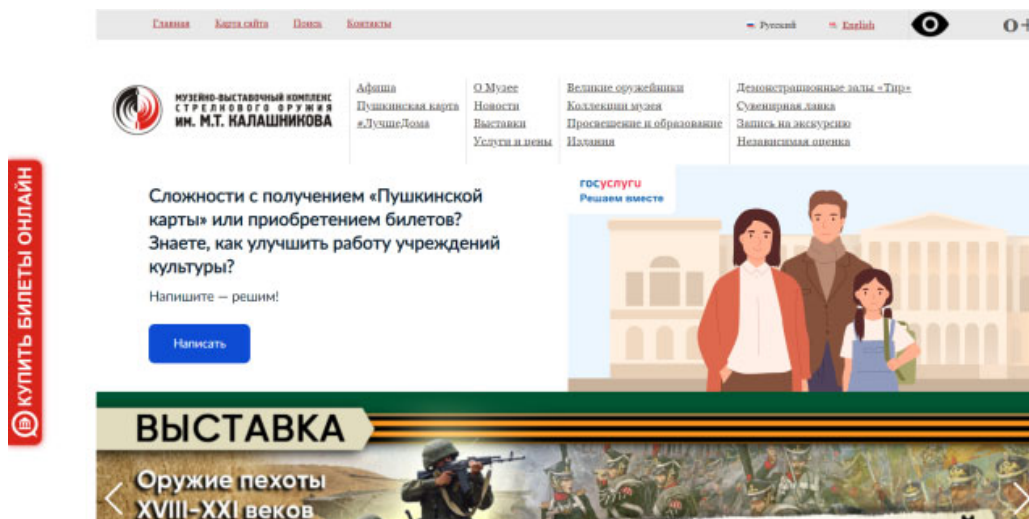 Главная Карта сайта Поиск Контакты Русский English 0+
МУЗЕЙНО-ВЫСТАВОЧНЫЙ КОМПЛЕКС
СТРЕЛКОВОГО ОРУЖИЯ
ИМ. М.Т. КАЛАШНИКОВА
Афиша
Пушкинская карта
#ЛучшеДома
О Музее
Новости
Выставки
Услуги и цены
Великие оружейники
Коллекции музея
Просвещение и образование
Издания
Демонстрационные залы «Тир»
Сувенирная лавка
Запись на экскурсию
Независимая оценка
КУПИТЬ БИЛЕТЫ ОНЛАЙН
Сложности с получением «Пушкинской
карты» или приобретением билетов?
Знаете, как улучшить работу учреждений
культуры?
Напишите — решим!
Написать
госуслуги
Решаем вместе
ВЫСТАВКА
Оружие пехоты
XVIII-XXI веков